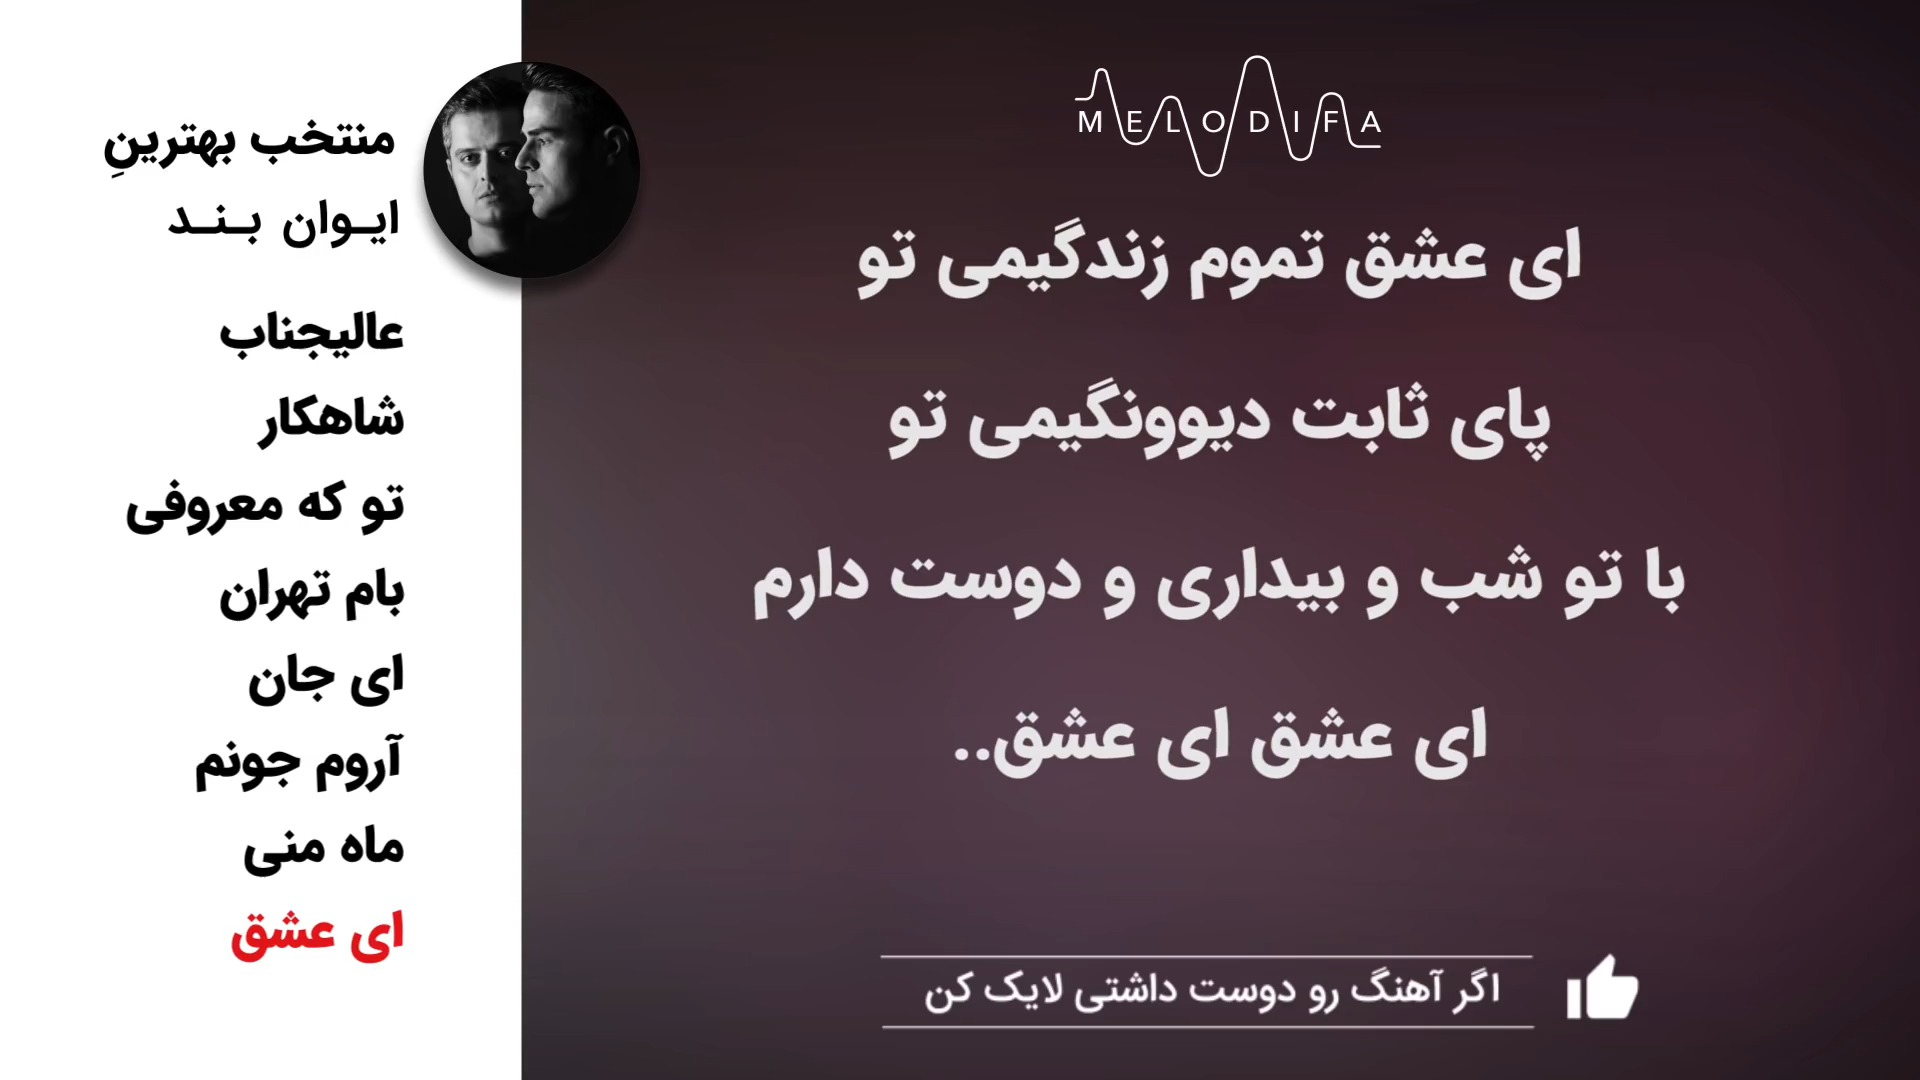 منتخب بهترینِ
ایـوان بـنـد
عالیجناب
شاهکار
تو که معروفی
بام تهران
ای جان
آروم جونم
ماه منی
ای عشق
MELODIFA
ای عشق تموم زندگیمی تو
پای ثابت دیوونگیمی تو
با تو شب و بیداری و دوست دارم
ای عشق ای عشق..
اگر آهنگ رو دوست داشتی لایک کن